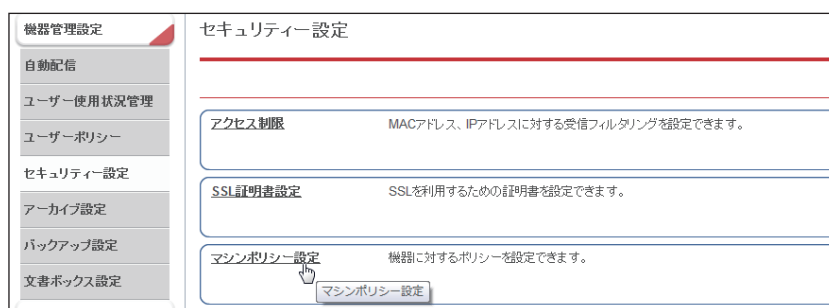 機器管理設定
自動配信
ユーザー使用状況管理
ユーザーポリシー
セキュリティー設定
アーカイブ設定
バックアップ設定
文書ボックス設定
セキュリティー設定
アクセス制限 MACアドレス、IPアドレスに対する受信フィルタリングを設定できます。
SSL証明書設定 SSLを利用するための証明書を設定できます。
マシンポリシー設定 機器に対するポリシーを設定できます。
マシンポリシー設定